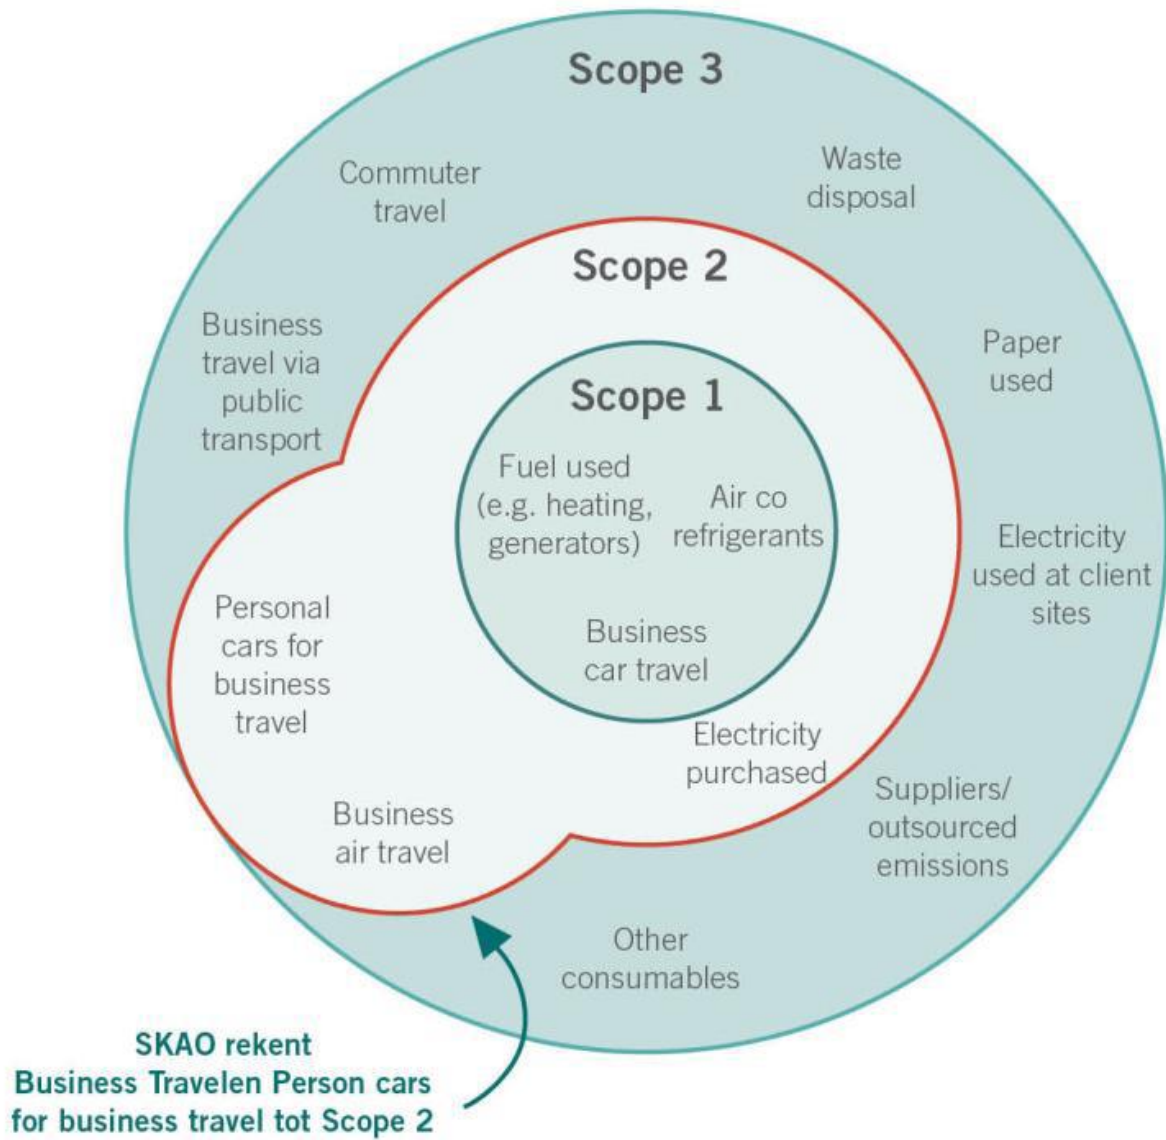 Scope 3
Commuter
travel
Waste
disposal
Scope 2
Business
travel via
public
transport
Paper
used
Scope 1
Fuel used
(e.g. heating,
generators)
Air co
refrigerants
Electricity
used at client
sites
Personal
cars for
business
travel
Business
car travel
Electricity
purchased
Business
air travel
Suppliers/
outsourced
emissions
Other
consumables
SKAO rekent
Business Travelen Person cars
for business travel tot Scope 2